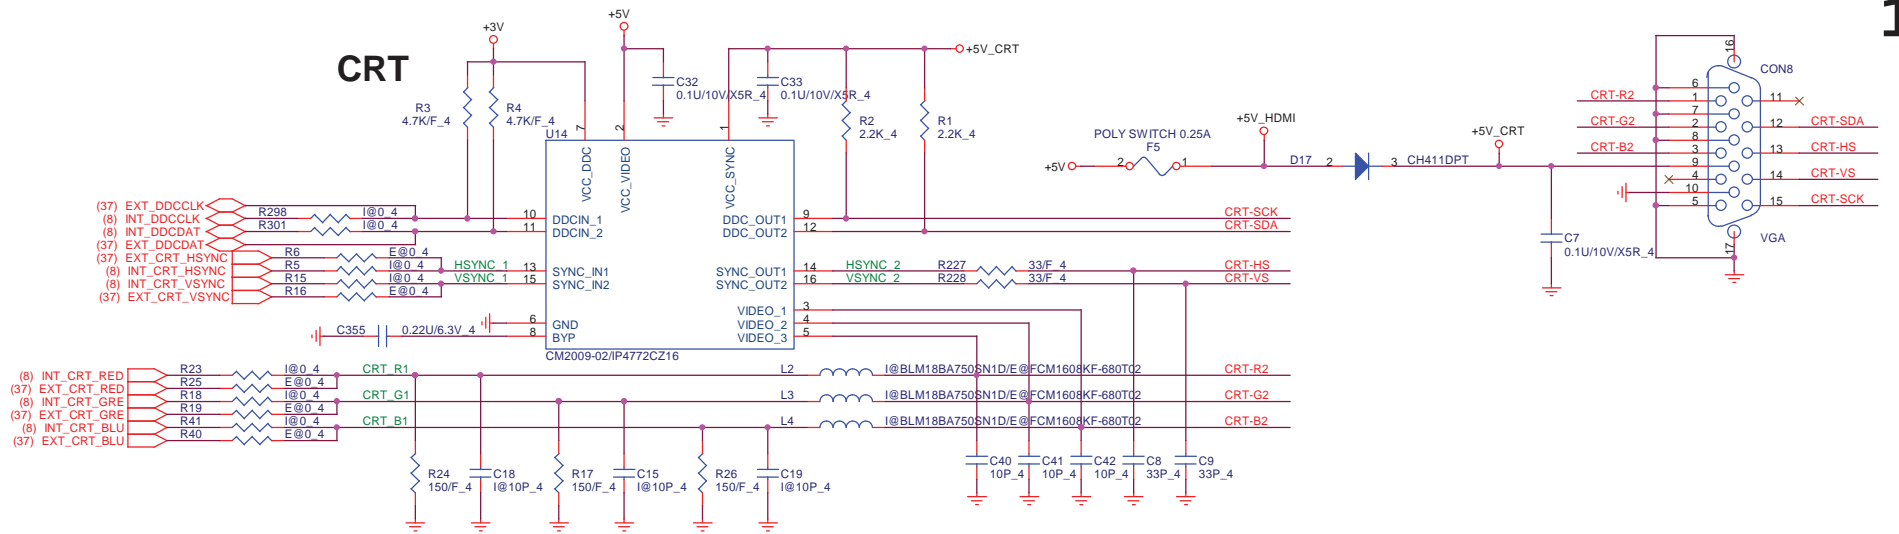 CRT
+3V
+5V
+5V_CRT
R3
4.7K/F_4
R4
4.7K/F_4
C32
0.1U/10V/X5R_4
C33
0.1U/10V/X5R_4
R2
2.2K_4
R1
2.2K_4
U14
7
2
1
VCC_DDC
VCC_VIDEO
VCC_SYNC
(37) EXT_DDCCLK
(8) INT_DDCCLK
(8) INT_DDCDAT
(37) EXT_DDCDAT
(37) EXT_CRT_HSYNC
(8) INT_CRT_HSYNC
(8) INT_CRT_VSYNC
(37) EXT_CRT_VSYNC
R298 I@0_4
R301 I@0_4
R6 E@0_4
R5 I@0_4
R15 I@0_4
R16 E@0_4
HSYNC_1
VSYNC_1
10 DDCIN_1
11 DDCIN_2
13 SYNC_IN1
15 SYNC_IN2
6 GND
8 BYP
DDC_OUT1 9
DDC_OUT2 12
SYNC_OUT1 14
SYNC_OUT2 16
VIDEO_1 3
VIDEO_2 4
VIDEO_3 5
C355 0.22U/6.3V_4
CM2009-02/IP4772CZ16
CRT-SCK
CRT-SDA
HSYNC_2 R227 33/F_4 CRT-HS
VSYNC_2 R228 33/F_4 CRT-VS
(8) INT_CRT_RED
(37) EXT_CRT_RED
(8) INT_CRT_GRE
(37) EXT_CRT_GRE
(8) INT_CRT_BLU
(37) EXT_CRT_BLU
R23 I@0_4
R25 E@0_4
R18 I@0_4
R19 E@0_4
R41 I@0_4
R40 E@0_4
CRT_R1 L2 I@BLM18BA750SN1D/E@FCM1608KF-680T02 CRT-R2
CRT_G1 L3 I@BLM18BA750SN1D/E@FCM1608KF-680T02 CRT-G2
CRT_B1 L4 I@BLM18BA750SN1D/E@FCM1608KF-680T02 CRT-B2
R24
150/F_4
C18
I@10P_4
R17
150/F_4
C15
I@10P_4
R26
150/F_4
C19
I@10P_4
C40
10P_4
C41
10P_4
C42
10P_4
C8
33P_4
C9
33P_4
POLY SWITCH 0.25A
F5
+5V 2 1
+5V_HDMI
D17 2 3 CH411DPT
+5V_CRT
C7
0.1U/10V/X5R_4
CON8
16
6
CRT-R2 1 11
7
CRT-G2 2 12 CRT-SDA
8
CRT-B2 3 13 CRT-HS
9
4 14 CRT-VS
10
5 15 CRT-SCK
17
VGA